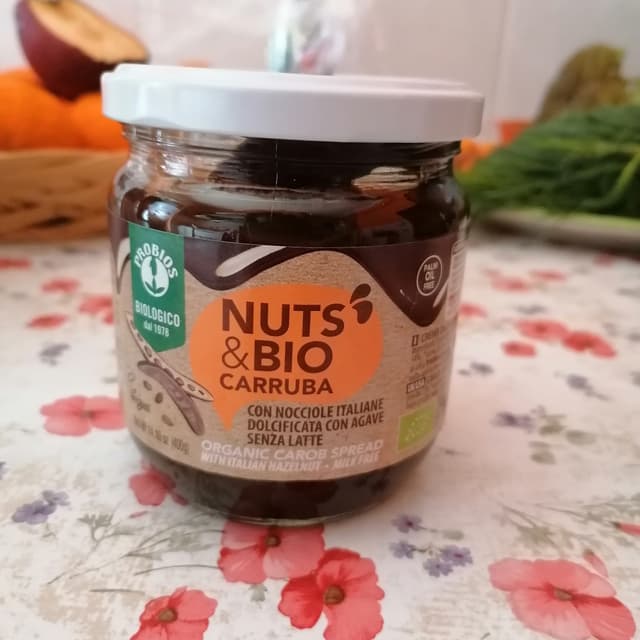 PROBIOS
BIOLOGICO
dal 1978
PALM
OIL
FREE
NUTS
&BIO
CARRUBA
CON NOCCIOLE ITALIANE
DOLCIFICATA CON AGAVE
SENZA LATTE
ORGANIC CAROB SPREAD
WITH ITALIAN HAZELNUT - MILK FREE
Vegan